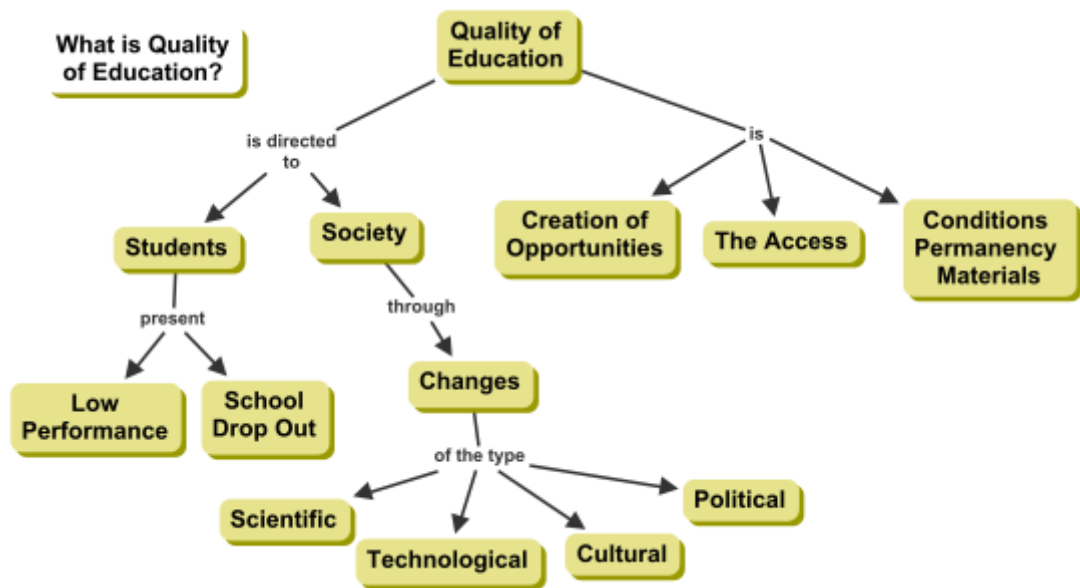 What is Quality
of Education?
Quality of
Education
is directed
to
is
Students
Society
Creation of
Opportunities
The Access
Conditions
Permanency
Materials
present
through
Low
Performance
School
Drop Out
Changes
of the type
Scientific
Technological
Cultural
Political